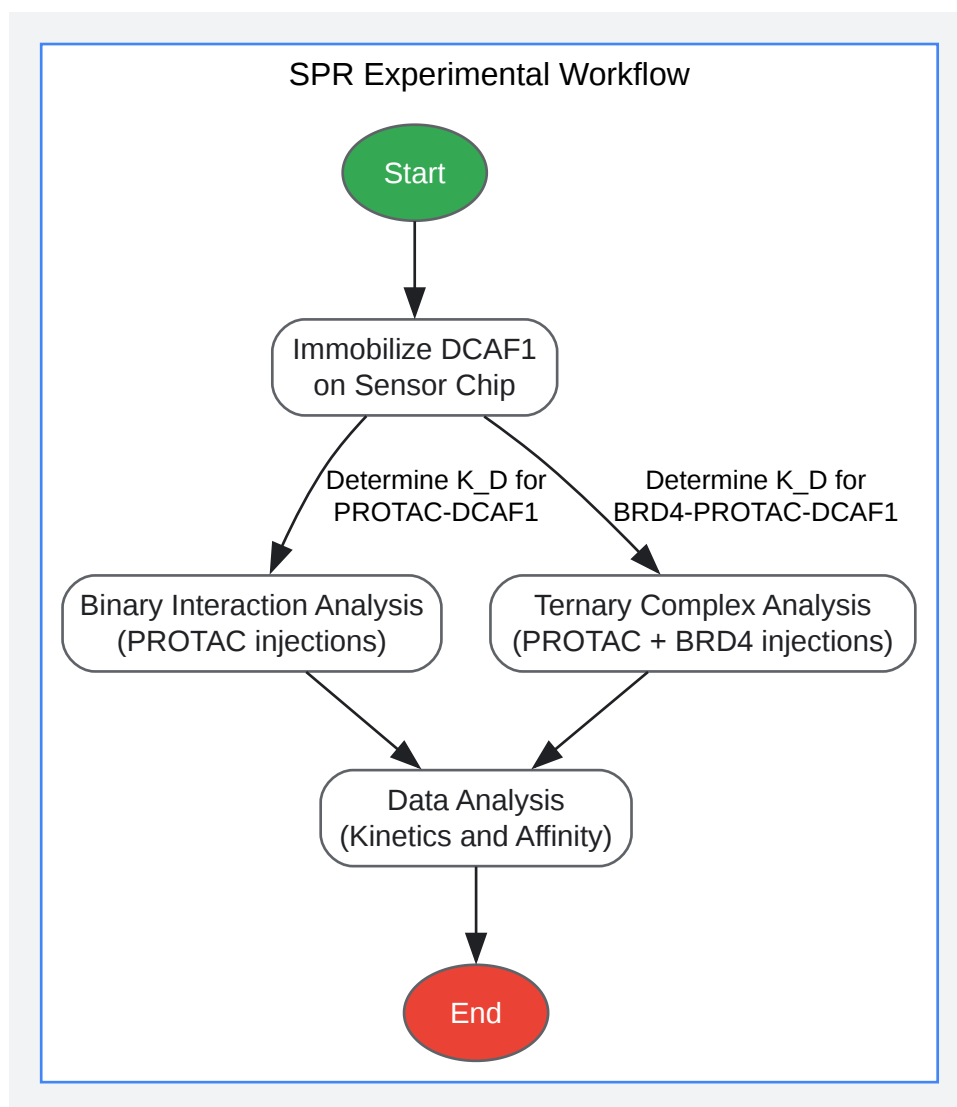 SPR Experimental Workflow
Start
Immobilize DCAF1
on Sensor Chip
Determine K_D for
PROTAC-DCAF1
Determine K_D for
BRD4-PROTAC-DCAF1
Binary Interaction Analysis
(PROTAC injections)
Ternary Complex Analysis
(PROTAC + BRD4 injections)
Data Analysis
(Kinetics and Affinity)
End